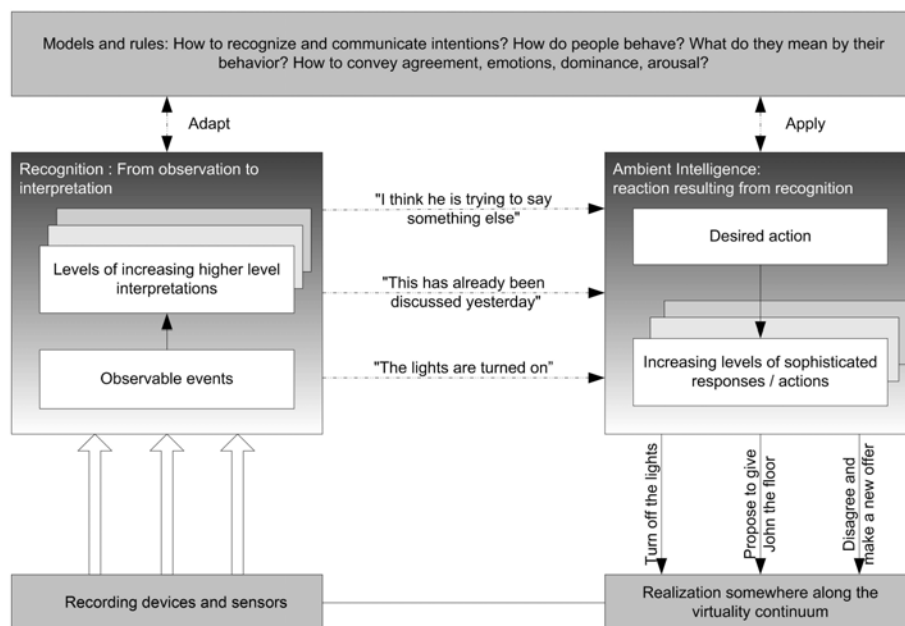 Models and rules: How to recognize and communicate intentions? How do people behave? What do they mean by their
behavior? How to convey agreement, emotions, dominance, arousal?
Adapt
Apply
Recognition : From observation to
interpretation
Levels of increasing higher level
interpretations
Observable events
"I think he is trying to say
something else"
"This has already been
discussed yesterday"
"The lights are turned on"
Ambient Intelligence:
reaction resulting from recognition
Desired action
Increasing levels of sophisticated
responses / actions
Turn off the lights
Propose to give
John the floor
Disagree and
make a new offer
Recording devices and sensors
Realization somewhere along the
virtuality continuum